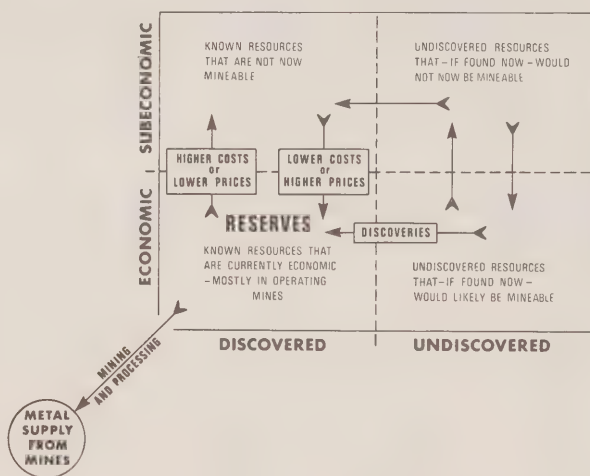 SUBECONOMIC
KNOWN RESOURCES
THAT ARE NOT NOW
MINEABLE
UNDISCOVERED RESOURCES
THAT-IF FOUND NOW-WOULD
NOT NOW BE MINEABLE
HIGHER COSTS
or
LOWER PRICES
LOWER COSTS
or
HIGHER PRICES
ECONOMIC
RESERVES
DISCOVERIES
KNOWN RESOURCES THAT
ARE CURRENTLY ECONOMIC
-MOSTLY IN OPERATING
MINES
UNDISCOVERED RESOURCES
THAT-IF FOUND NOW-
WOULD LIKELY BE MINEABLE
DISCOVERED
UNDISCOVERED
MINING
AND PROCESSING
METAL
SUPPLY
FROM
MINES